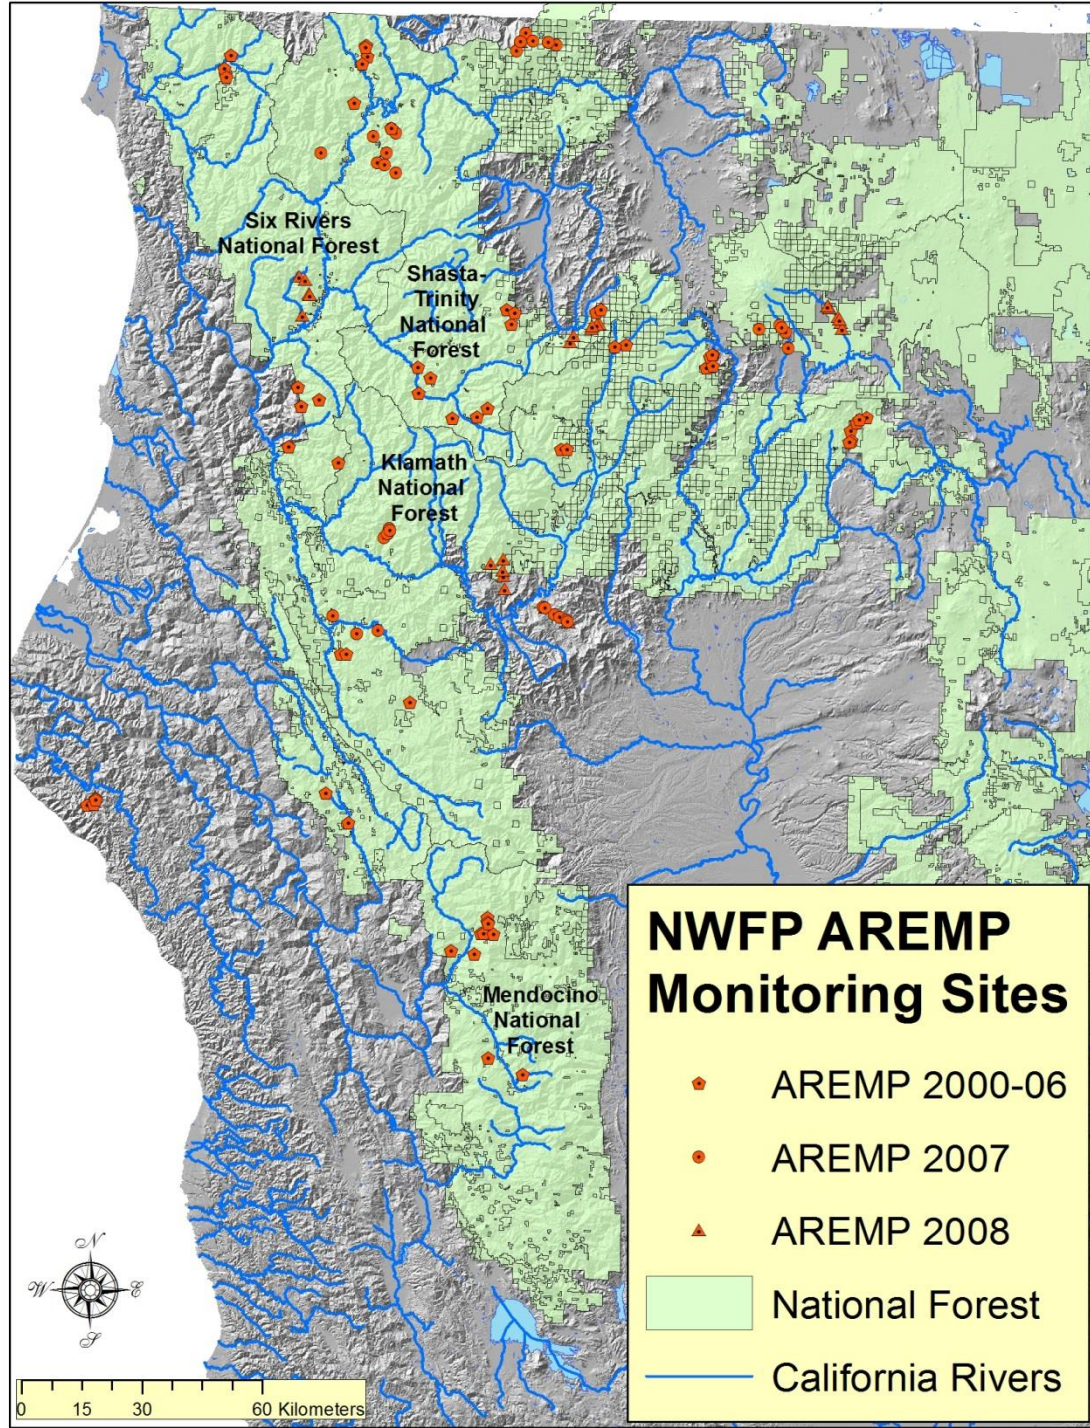 Six Rivers
National Forest
Shasta-
Trinity
National
Forest
Klamath
National
Forest
Mendocino
National
Forest
NWFP AREMP
Monitoring Sites
AREMP 2000-06
AREMP 2007
AREMP 2008
National Forest
California Rivers
N
W E
S
0 15 30 60 Kilometers